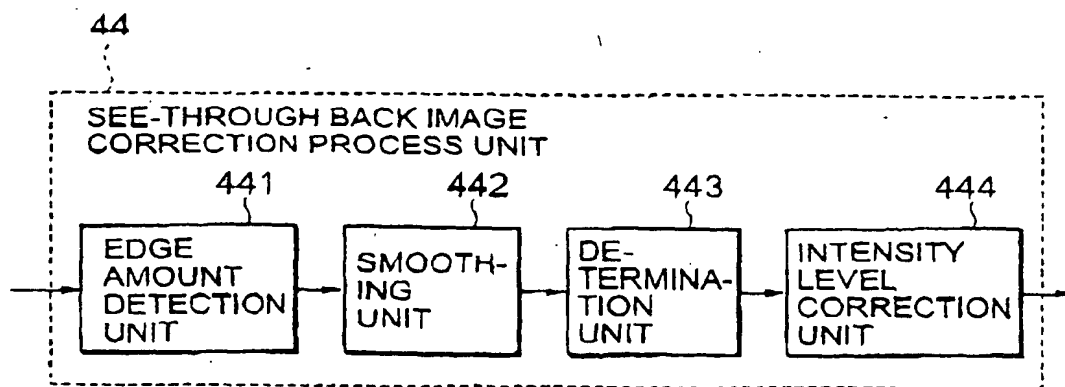 44
SEE-THROUGH BACK IMAGE
CORRECTION PROCESS UNIT
441
442
443
444
EDGE
AMOUNT
DETECTION
UNIT
SMOOTH-
ING
UNIT
DE-
TERMINA-
TION
UNIT
INTENSITY
LEVEL
CORRECTION
UNIT